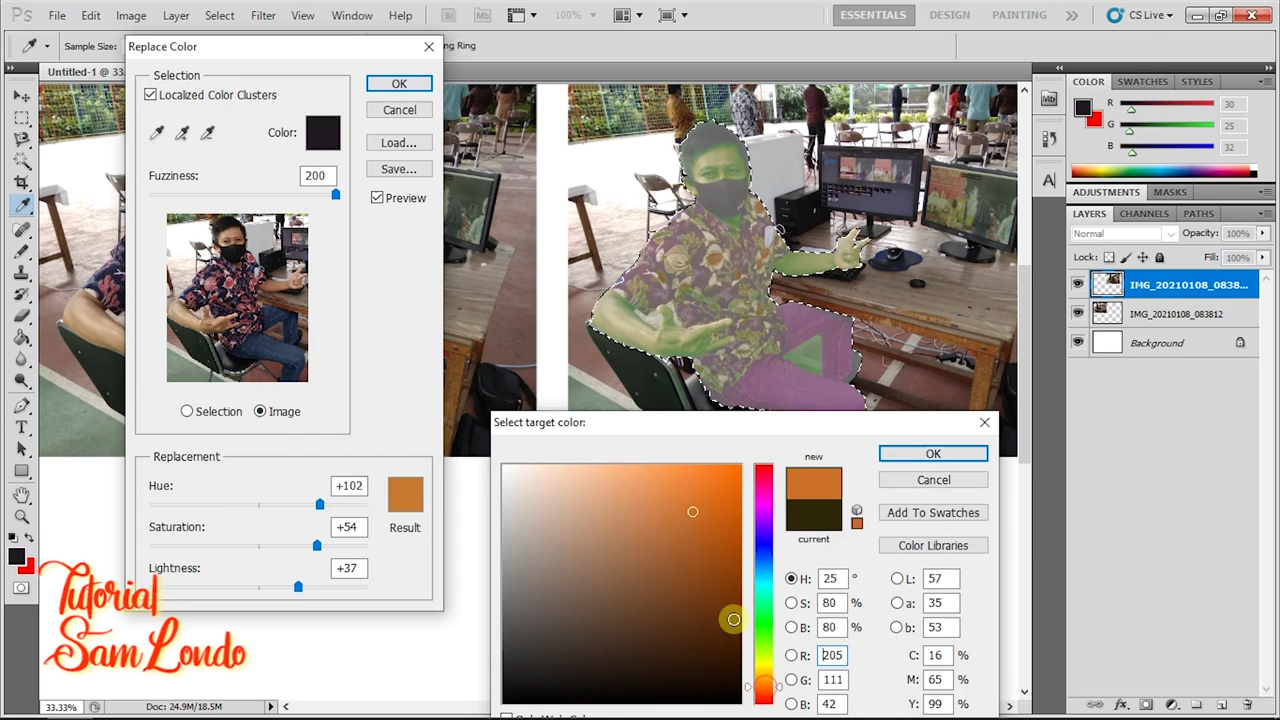 Ps File Edit Image Layer Select Filter View Window Help Br Mb 100% ESSENTIALS DESIGN PAINTING CS Live
Sample Size: ng Ring
Untitled-1 @ 33.
Replace Color
Selection
Localized Color Clusters
Color:
Fuzziness: 200
Selection Image
OK
Cancel
Load...
Save...
Preview
Replacement
Hue: +102
Saturation: +54
Result
Lightness: +37
Select target color:
new
current
OK
Cancel
Add To Swatches
Color Libraries
H: 25 ° L: 57
S: 80 % a: 35
B: 80 % b: 53
R: 205 C: 16 %
G: 111 M: 65 %
B: 42 Y: 99 %
COLOR SWATCHES STYLES
R 30
G 25
B 32
ADJUSTMENTS MASKS
LAYERS CHANNELS PATHS
Normal Opacity: 100%
Lock: Fill: 100%
IMG_20210108_0838...
IMG_20210108_083812
Background
Tutorial
Sam Londo
33.33% Doc: 24.9M/18.5M